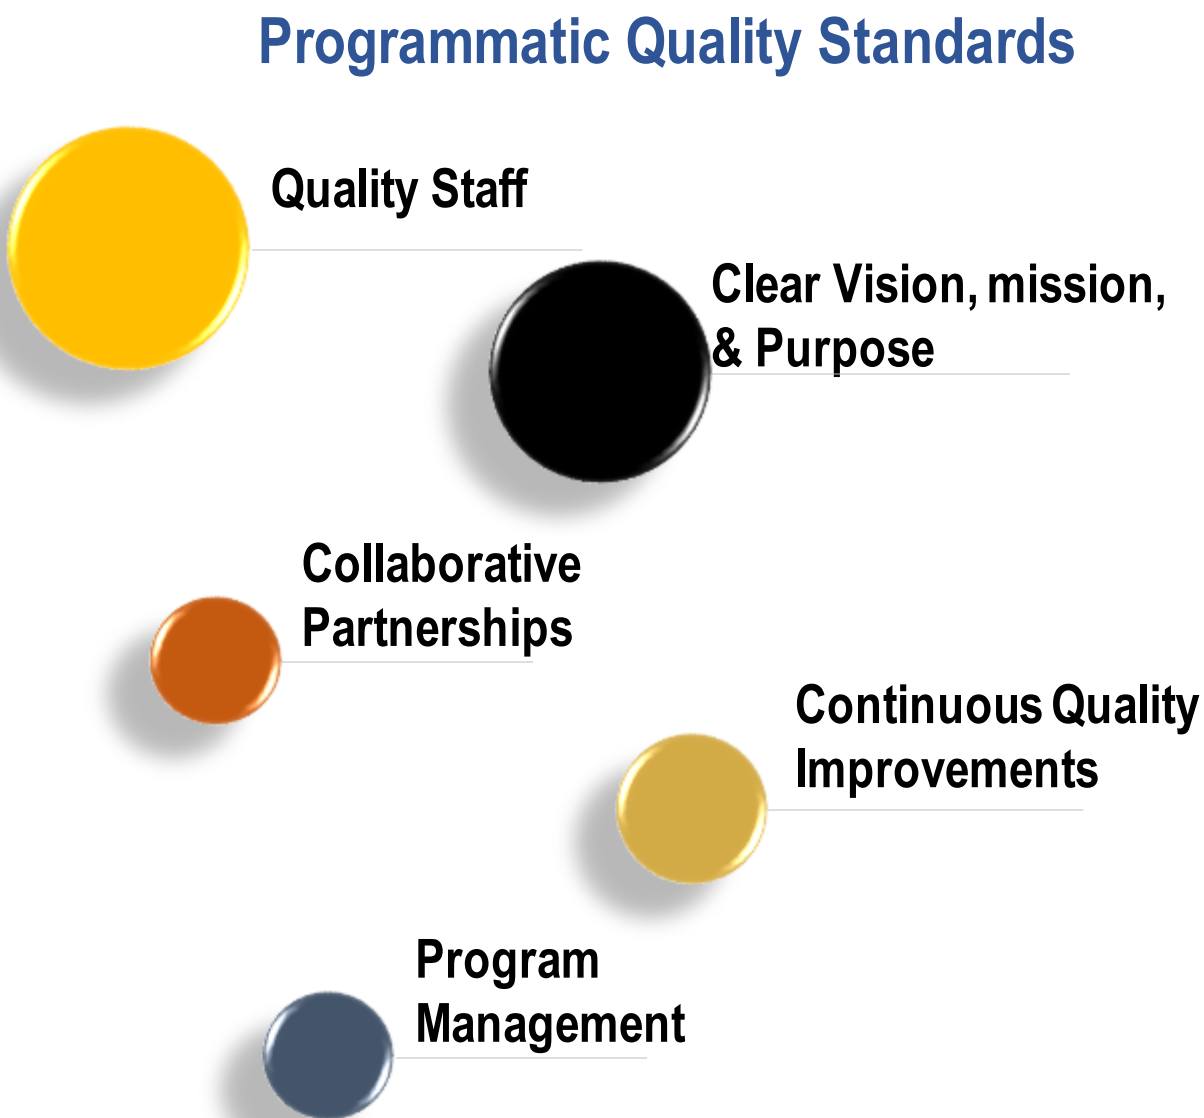 Programmatic Quality Standards
Quality Staff
Clear Vision, mission,
& Purpose
Collaborative
Partnerships
Continuous Quality
Improvements
Program
Management